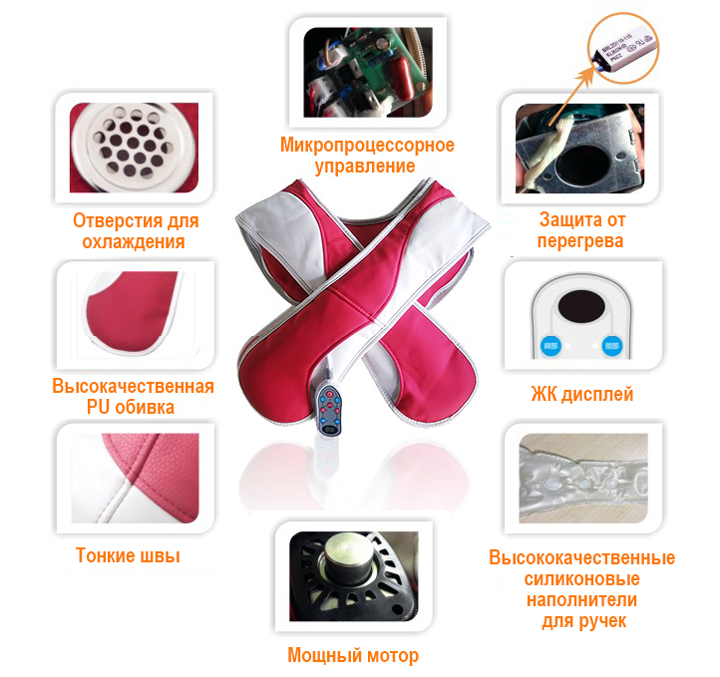 Микропроцессорное
управление
Отверстия для
охлаждения
Защита от
перегрева
Высокачественная
PU обивка
ЖК дисплей
Тонкие швы
Высококачественные
силиконовые
наполнители
для ручек
Мощный мотор